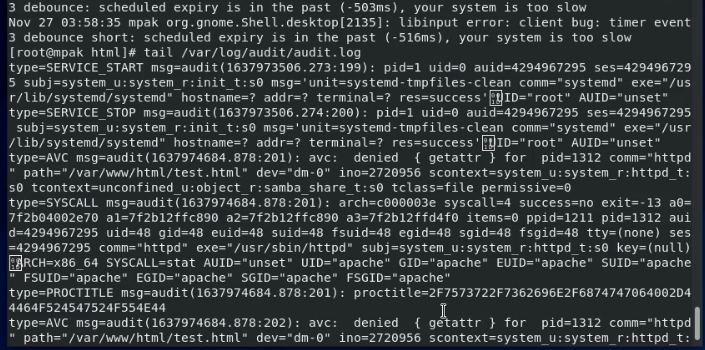 3 debounce: scheduled expiry is in the past (-503ms), your system is too slow
Nov 27 03:58:35 mpak org.gnome.Shell.desktop[2135]: libinput error: client bug: timer event
3 debounce short: scheduled expiry is in the past (-516ms), your system is too slow
[root@mpak html]# tail /var/log/audit/audit.log
type=SERVICE_START msg=audit(1637973506.273:199): pid=1 uid=0 auid=4294967295 ses=429496729
5 subj=system_u:system_r:init_t:s0 msg='unit=systemd-tmpfiles-clean comm="systemd" exe="/us
r/lib/systemd/systemd" hostname=? addr=? terminal=? res=success'UID="root" AUID="unset"
type=SERVICE_STOP msg=audit(1637973506.274:200): pid=1 uid=0 auid=4294967295 ses=4294967295
subj=system_u:system_r:init_t:s0 msg='unit=systemd-tmpfiles-clean comm="systemd" exe="/usr
/lib/systemd/systemd" hostname=? addr=? terminal=? res=success'UID="root" AUID="unset"
type=AVC msg=audit(1637974684.878:201): avc:  denied  { getattr } for  pid=1312 comm="httpd
" path="/var/www/html/test.html" dev="dm-0" ino=2720956 scontext=system_u:system_r:httpd_t:
s0 tcontext=unconfined_u:object_r:samba_share_t:s0 tclass=file permissive=0
type=SYSCALL msg=audit(1637974684.878:201): arch=c000003e syscall=4 success=no exit=-13 a0=
7f2b04002e70 a1=7f2b12ffc890 a2=7f2b12ffc890 a3=7f2b12ffd4f0 items=0 ppid=1211 pid=1312 aui
d=4294967295 uid=48 gid=48 euid=48 suid=48 fsuid=48 egid=48 sgid=48 fsgid=48 tty=(none) ses
=4294967295 comm="httpd" exe="/usr/sbin/httpd" subj=system_u:system_r:httpd_t:s0 key=(null)
ARCH=x86_64 SYSCALL=stat AUID="unset" UID="apache" GID="apache" EUID="apache" SUID="apache
" FSUID="apache" EGID="apache" SGID="apache" FSGID="apache"
type=PROCTITLE msg=audit(1637974684.878:201): proctitle=2F7573722F7362696E2F6874747064002D4
4464F524547524F554E44
type=AVC msg=audit(1637974684.878:202): avc:  denied  { getattr } for  pid=1312 comm="httpd
" path="/var/www/html/test.html" dev="dm-0" ino=2720956 scontext=system_u:system_r:httpd_t: